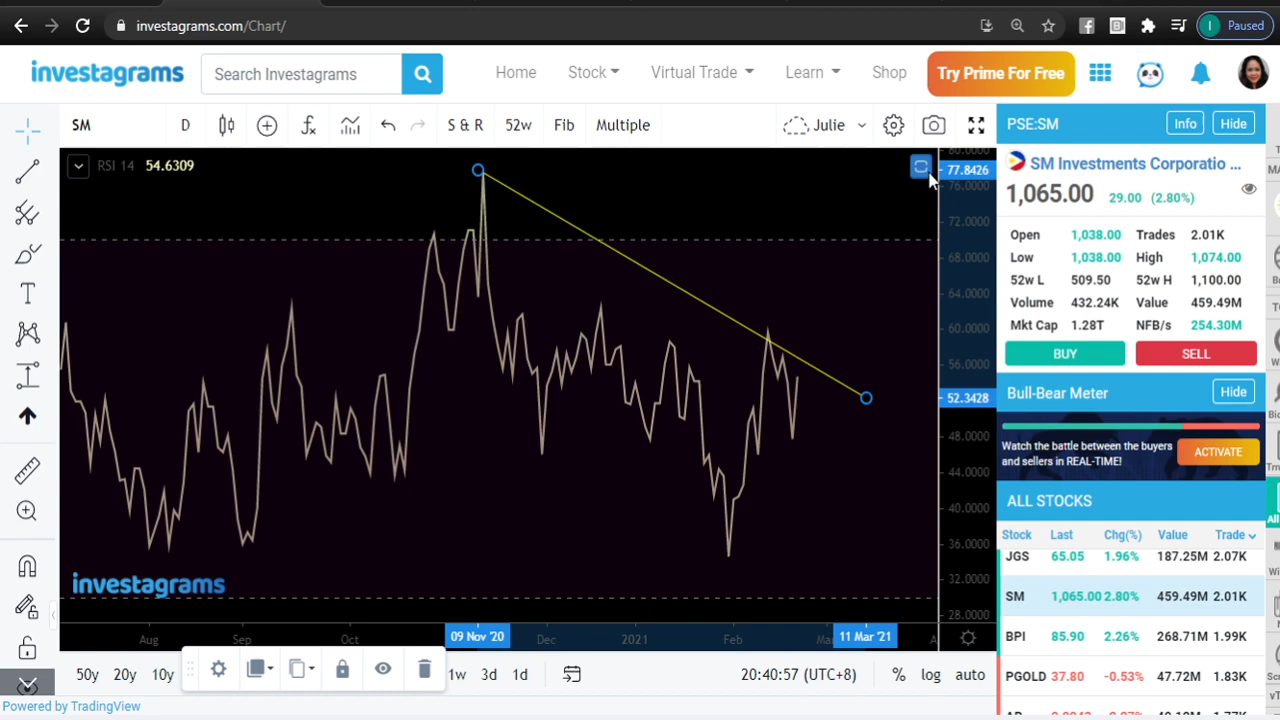 investagrams.com/Chart/
Paused
investagrams
Search Investagrams
Home
Stock
Virtual Trade
Learn
Shop
Try Prime For Free
SM
D
S & R
52w
Fib
Multiple
Julie
PSE:SM
Info
Hide
RSI 14 54.6309
80.0000
77.8426
76.0000
72.0000
68.0000
64.0000
60.0000
56.0000
52.3428
48.0000
44.0000
40.0000
36.0000
32.0000
28.0000
SM Investments Corporatio ...
1,065.00 29.00 (2.80%)
Open 1,038.00 Trades 2.01K
Low 1,038.00 High 1,074.00
52w L 509.50 52w H 1,100.00
Volume 432.24K Value 459.49M
Mkt Cap 1.28T NFB/s 254.30M
BUY
SELL
Bull-Bear Meter
Hide
Watch the battle between the buyers
and sellers in REAL-TIME!
ACTIVATE
ALL STOCKS
Stock Last Chg(%) Value Trade
JGS 65.05 1.96% 187.25M 2.07K
SM 1,065.00 2.80% 459.49M 2.01K
BPI 85.90 2.26% 268.71M 1.99K
PGOLD 37.80 -0.53% 47.72M 1.83K
investagrams
Aug Sep Oct 09 Nov '20 Dec 2021 Feb 11 Mar '21
50y 20y 10y 1w 3d 1d
20:40:57 (UTC+8)
% log auto
Powered by TradingView